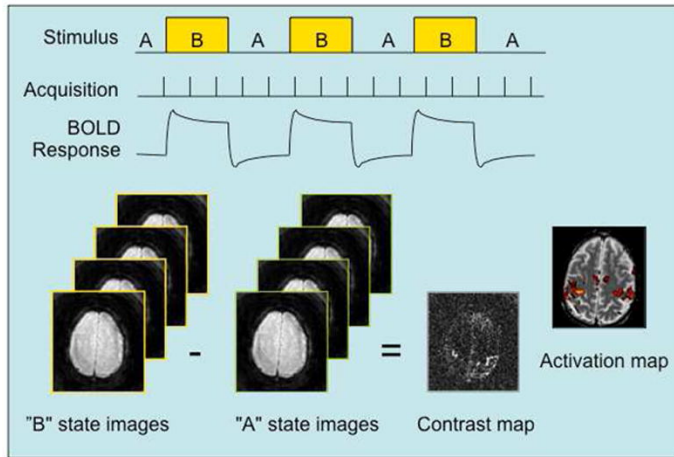 Stimulus A B A B A B A
Acquisition
BOLD
Response
- =
Activation map
”B" state images "A" state images Contrast map